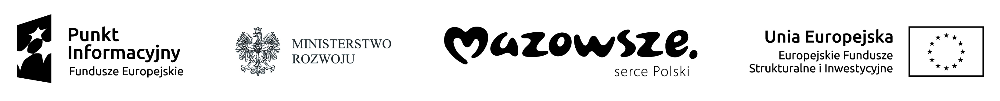 Punkt
Informacyjny
Fundusze Europejskie
MINISTERSTWO
ROZWOJU
mazowsze.
serce Polski
Unia Europejska
Europejskie Fundusze
Strukturalne i Inwestycyjne